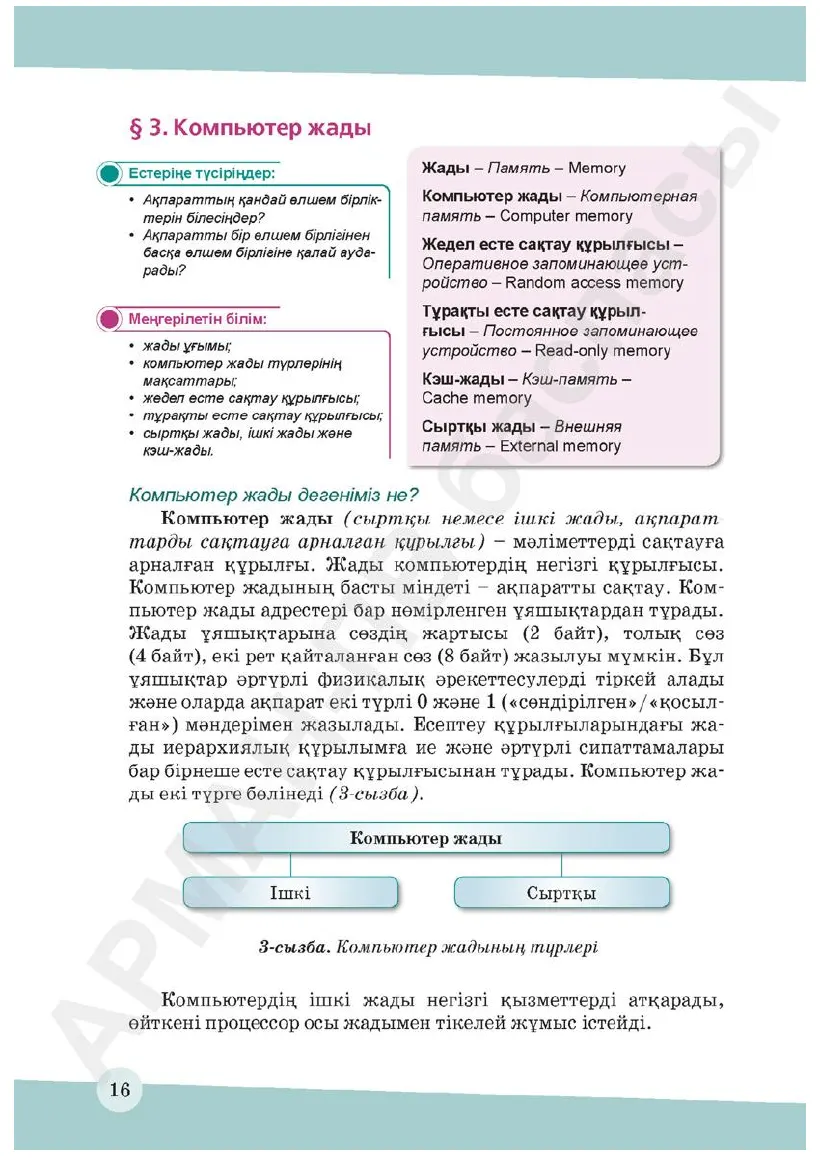 § 3. Компьютер жады
Естеріңе түсіріңдер:
• Ақпараттың қандай өлшем бірлік-
терін білесіңдер?
• Ақпаратты бір өлшем бірлігінен
басқа өлшем бірлігіне қалай ауда-
рады?
Меңгерілетін білім:
• жады ұғымы;
• компьютер жады түрлерінің
мақсаттары;
• жедел есте сақтау құрылғысы;
• тұрақты есте сақтау құрылғысы;
• сыртқы жады, ішкі жады және
кэш-жады.
Жады – Память – Memory
Компьютер жады – Компьютерная
память – Computer memory
Жедел есте сақтау құрылғысы –
Оперативное запоминающее уст-
ройство – Random access memory
Тұрақты есте сақтау құрыл-
ғысы – Постоянное запоминающее
устройство – Read-only memory
Кэш-жады – Кэш-память –
Cache memory
Сыртқы жады – Внешняя
память – External memory
Компьютер жады дегеніміз не?
Компьютер жады (сыртқы немесе ішкі жады, ақпарат
тарды сақтауға арналған құрылғы) – мәліметтерді сақтауға
арналған құрылғы. Жады компьютердің негізгі құрылғысы.
Компьютер жадының басты міндеті – ақпаратты сақтау. Ком-
пьютер жады адрестері бар нөмірленген ұяшықтардан тұрады.
Жады ұяшықтарына сөздің жартысы (2 байт), толық сөз
(4 байт), екі рет қайталанған сөз (8 байт) жазылуы мүмкін. Бұл
ұяшықтар әртүрлі физикалық әрекеттесулерді тіркей алады
және оларда ақпарат екі түрлі 0 және 1 («сөндірілген»/«қосыл-
ған») мәндерімен жазылады. Есептеу құрылғыларындағы жа-
ды иерархиялық құрылымға ие және әртүрлі сипаттамалары
бар бірнеше есте сақтау құрылғысынан тұрады. Компьютер жа-
ды екі түрге бөлінеді (3-сызба).
Компьютер жады
Ішкі
Сыртқы
3-сызба. Компьютер жадының түрлері
Компьютердің ішкі жады негізгі қызметтерді атқарады,
өйткені процессор осы жадымен тікелей жұмыс істейді.
16
АРМАН-ПВ баспасы